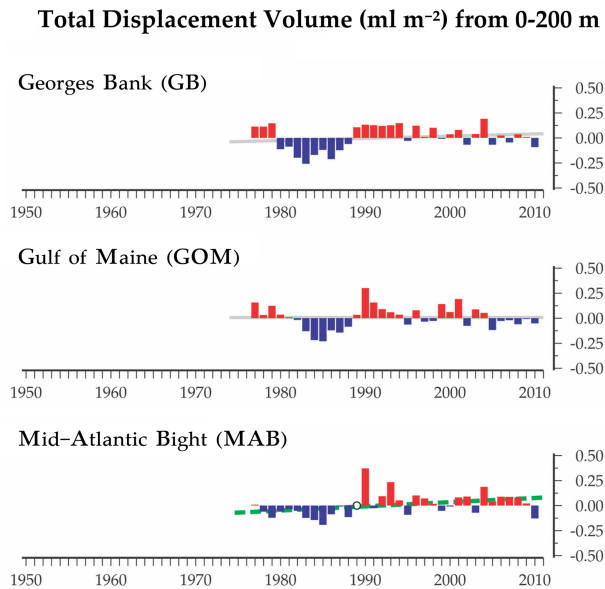 Total Displacement Volume (ml m⁻²) from 0-200 m
Georges Bank (GB)
0.50
0.25
0.00
-0.25
-0.50
1950 1960 1970 1980 1990 2000 2010
Gulf of Maine (GOM)
0.50
0.25
0.00
-0.25
-0.50
1950 1960 1970 1980 1990 2000 2010
Mid–Atlantic Bight (MAB)
0.50
0.25
0.00
-0.25
-0.50
1950 1960 1970 1980 1990 2000 2010